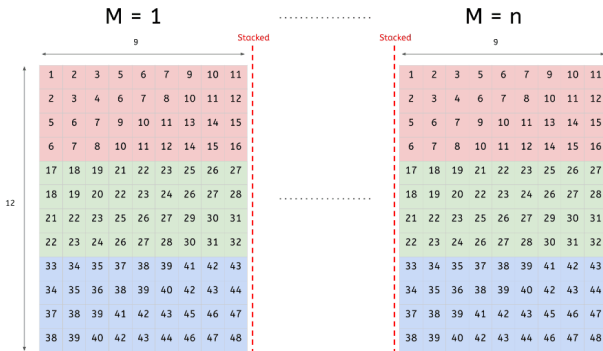 M = 1 .................... M = n
9 Stacked Stacked 9
1 2 3 5 6 7 9 10 11 1 2 3 5 6 7 9 10 11
2 3 4 6 7 8 10 11 12 2 3 4 6 7 8 10 11 12
5 6 7 9 10 11 13 14 15 5 6 7 9 10 11 13 14 15
6 7 8 10 11 12 14 15 16 6 7 8 10 11 12 14 15 16
17 18 19 21 22 23 25 26 27 17 18 19 21 22 23 25 26 27
18 19 20 22 23 24 26 27 28 .................... 18 19 20 22 23 24 26 27 28
12
21 22 23 25 26 27 29 30 31 21 22 23 25 26 27 29 30 31
22 23 24 26 27 28 30 31 32 22 23 24 26 27 28 30 31 32
33 34 35 37 38 39 41 42 43 33 34 35 37 38 39 41 42 43
34 35 36 38 39 40 42 43 44 34 35 36 38 39 40 42 43 44
37 38 39 41 42 43 45 46 47 37 38 39 41 42 43 45 46 47
38 39 40 42 43 44 46 47 48 38 39 40 42 43 44 46 47 48